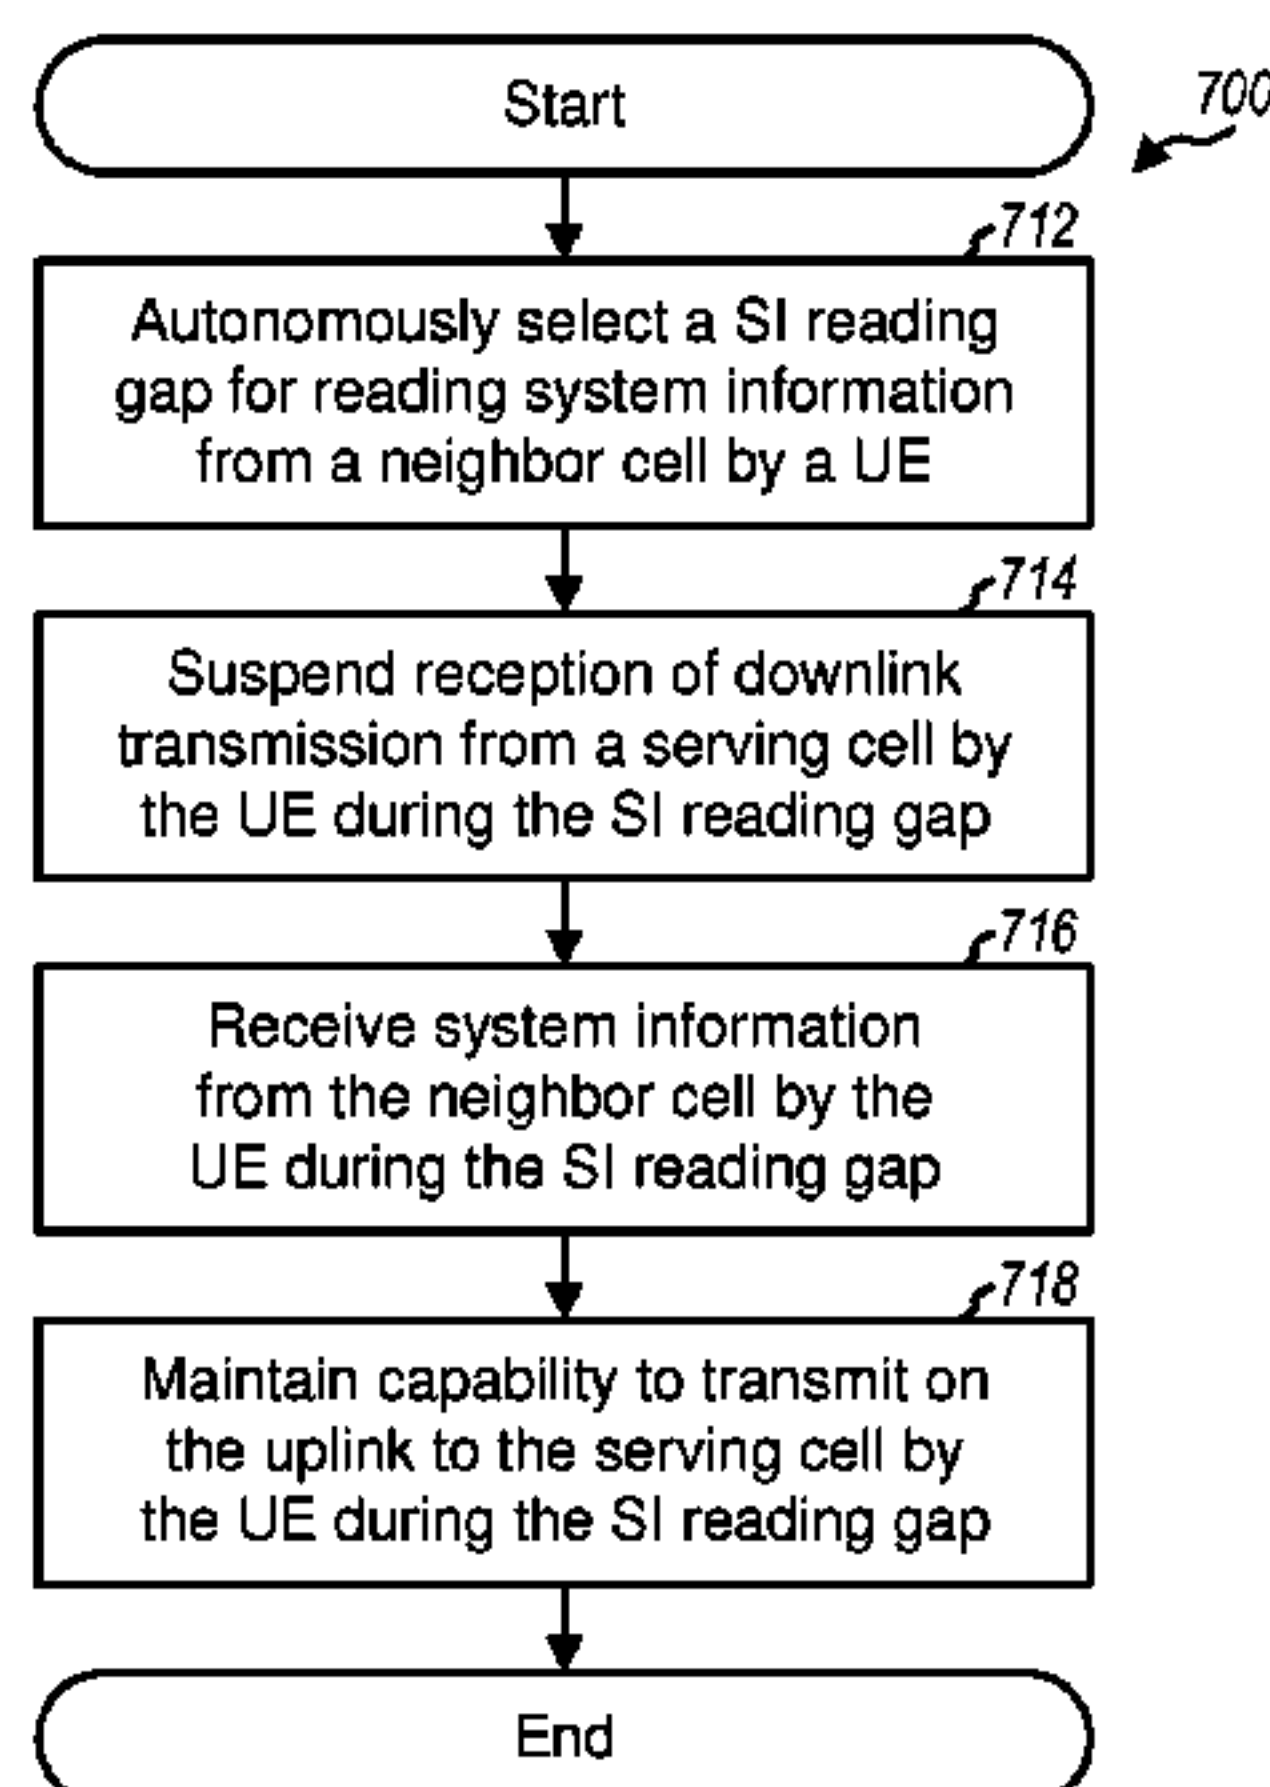 Start
700
712
Autonomously select a SI reading
gap for reading system information
from a neighbor cell by a UE
714
Suspend reception of downlink
transmission from a serving cell by
the UE during the SI reading gap
716
Receive system information
from the neighbor cell by the
UE during the SI reading gap
718
Maintain capability to transmit on
the uplink to the serving cell by
the UE during the SI reading gap
End